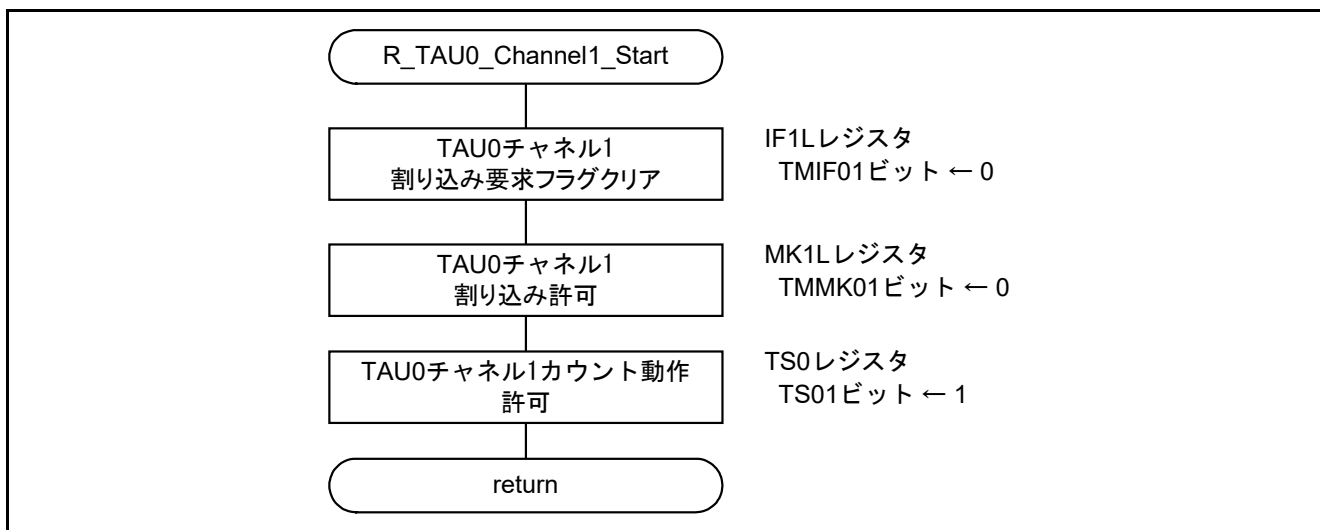 R_TAU0_Channel1_Start
TAU0チャネル1
割り込み要求フラグクリア
IF1Lレジスタ
TMIF01ビット ← 0
TAU0チャネル1
割り込み許可
MK1Lレジスタ
TMMK01ビット ← 0
TAU0チャネル1カウント動作
許可
TS0レジスタ
TS01ビット ← 1
return